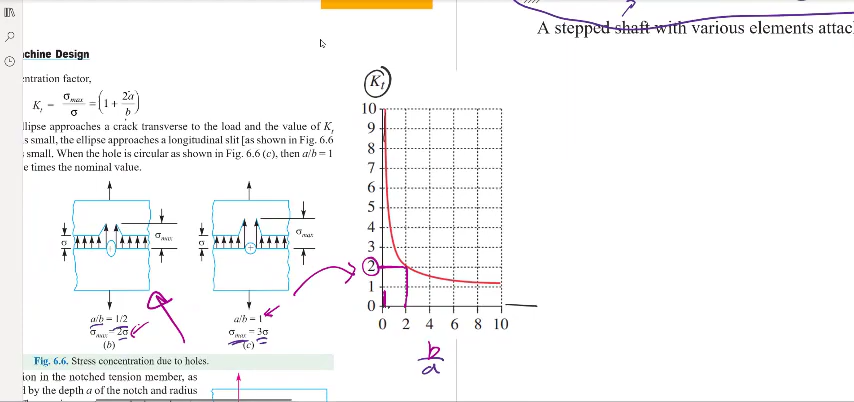 A stepped shaft with various elements attac
achine Design
entration factor,
K_t = σ_max / σ = (1 + 2a / b)
ellipse approaches a crack transverse to the load and the value of K_t
is small, the ellipse approaches a longitudinal slit [as shown in Fig. 6.6
s small. When the hole is circular as shown in Fig. 6.6 (c), then a/b = 1
e times the nominal value.
σ σ_max σ σ_max
a/b = 1/2
σ_max = 2σ
(b)
a/b = 1
σ_max = 3σ
(c)
Fig. 6.6. Stress concentration due to holes.
ion in the notched tension member, as
d by the depth a of the notch and radius
K_t
10
9
8
7
6
5
4
3
2
1
0
0 2 4 6 8 10
b/a